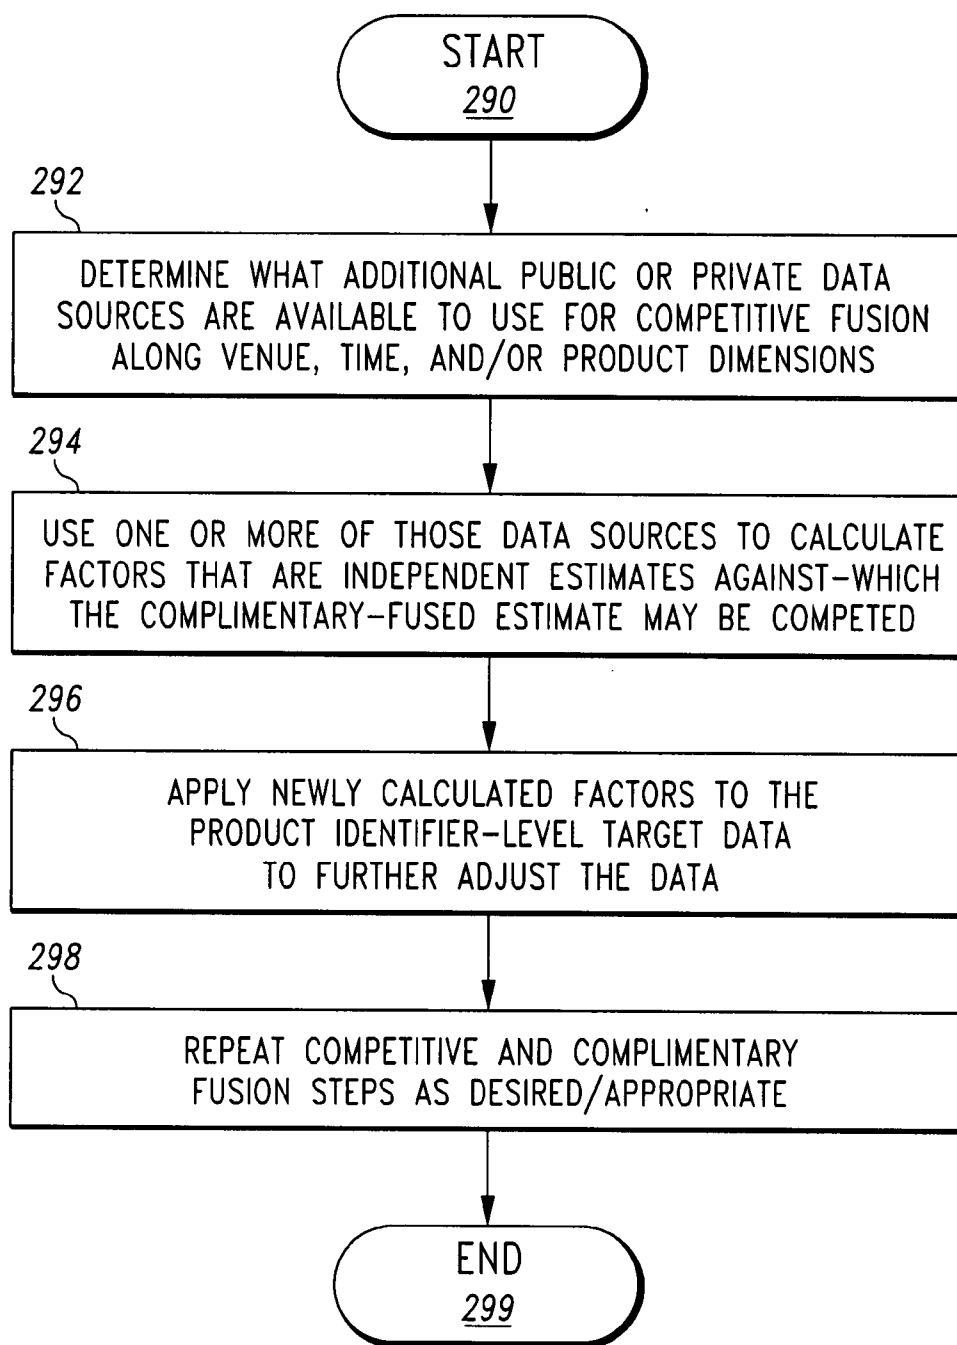 START
290
292
DETERMINE WHAT ADDITIONAL PUBLIC OR PRIVATE DATA
SOURCES ARE AVAILABLE TO USE FOR COMPETITIVE FUSION
ALONG VENUE, TIME, AND/OR PRODUCT DIMENSIONS
294
USE ONE OR MORE OF THOSE DATA SOURCES TO CALCULATE
FACTORS THAT ARE INDEPENDENT ESTIMATES AGAINST-WHICH
THE COMPLIMENTARY-FUSED ESTIMATE MAY BE COMPETED
296
APPLY NEWLY CALCULATED FACTORS TO THE
PRODUCT IDENTIFIER-LEVEL TARGET DATA
TO FURTHER ADJUST THE DATA
298
REPEAT COMPETITIVE AND COMPLIMENTARY
FUSION STEPS AS DESIRED/APPROPRIATE
END
299